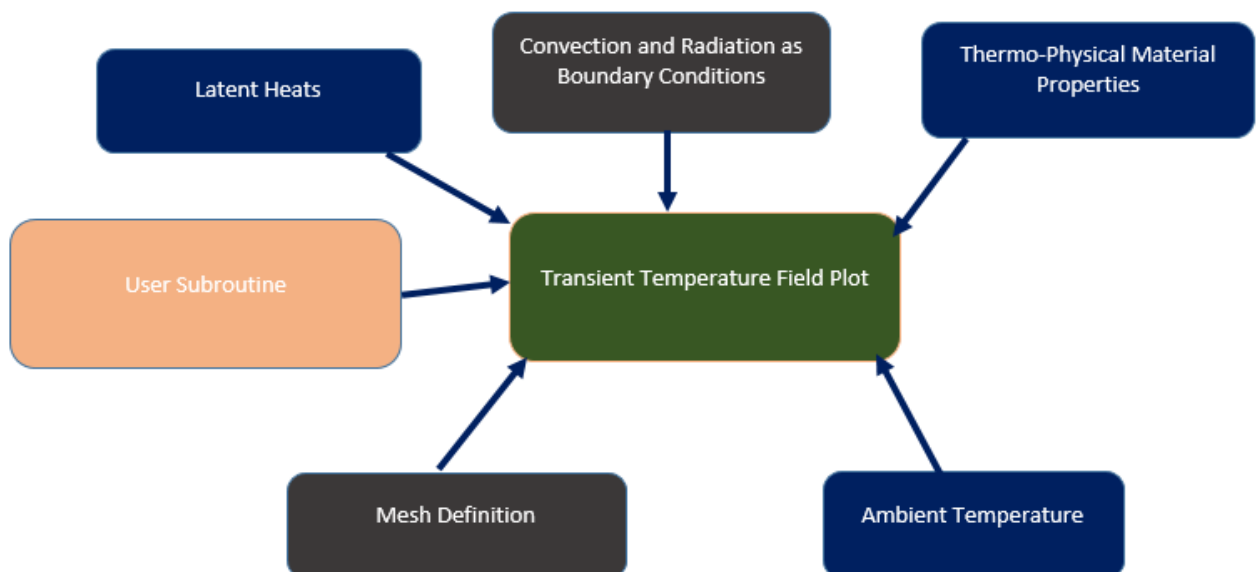 Convection and Radiation as
Boundary Conditions
Thermo-Physical Material
Properties
Latent Heats
User Subroutine
Transient Temperature Field Plot
Mesh Definition
Ambient Temperature